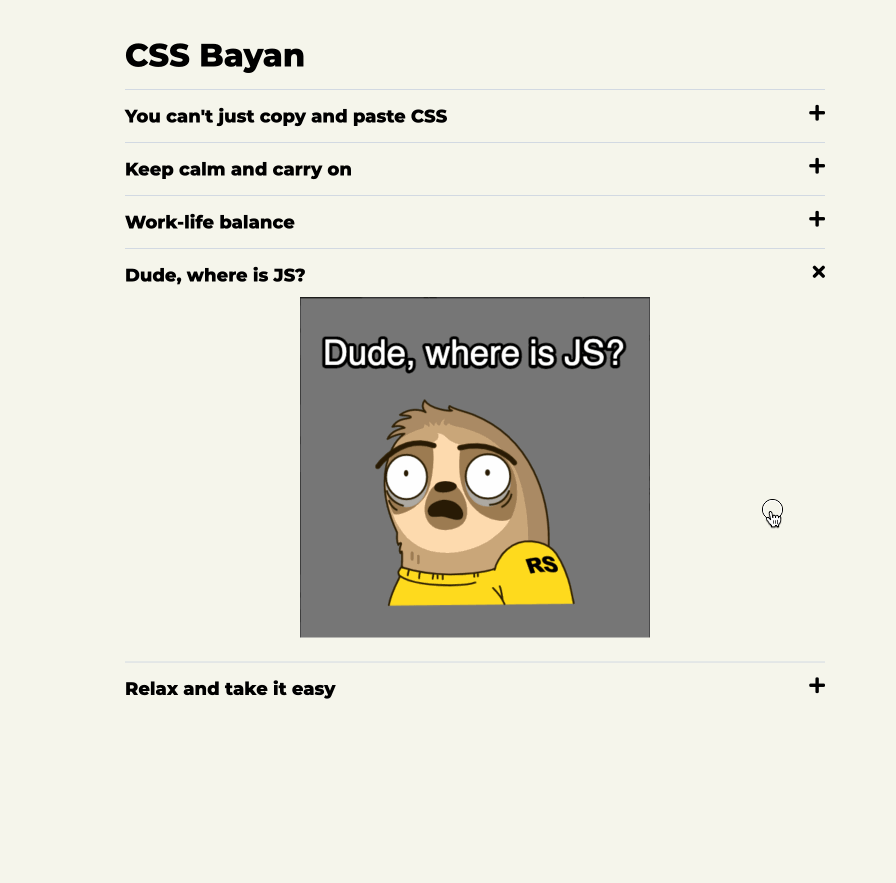 CSS Bayan
You can't just copy and paste CSS
Keep calm and carry on
Work-life balance
Dude, where is JS?
Dude, where is JS?
RS
Relax and take it easy